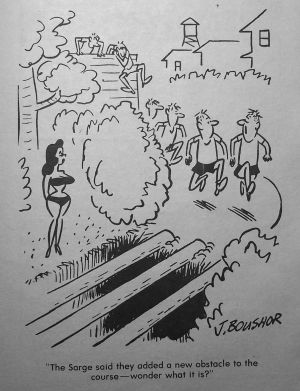 J. BOUSHOR
"The Sarge said they added a new obstacle to the
course—wonder what it is?"